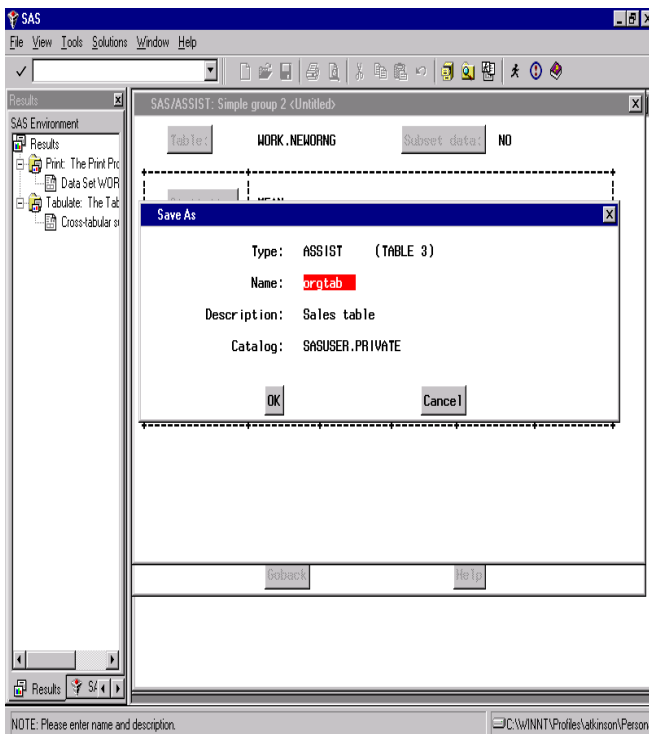 SAS
File View Tools Solutions Window Help
Results
SAS Environment
Results
Print: The Print Pro
Data Set WOR
Tabulate: The Tab
Cross-tabular su
SAS/ASSIST: Simple group 2 <Untitled>
Table: WORK.NEWORNG Subset data: NO
MEAN
Save As
Type: ASSIST (TABLE 3)
Name: orgtab
Description: Sales table
Catalog: SASUSER.PRIVATE
OK Cancel
Goback Help
Results SA
NOTE: Please enter name and description. C:\WINNT\Profiles\atkinson\Person